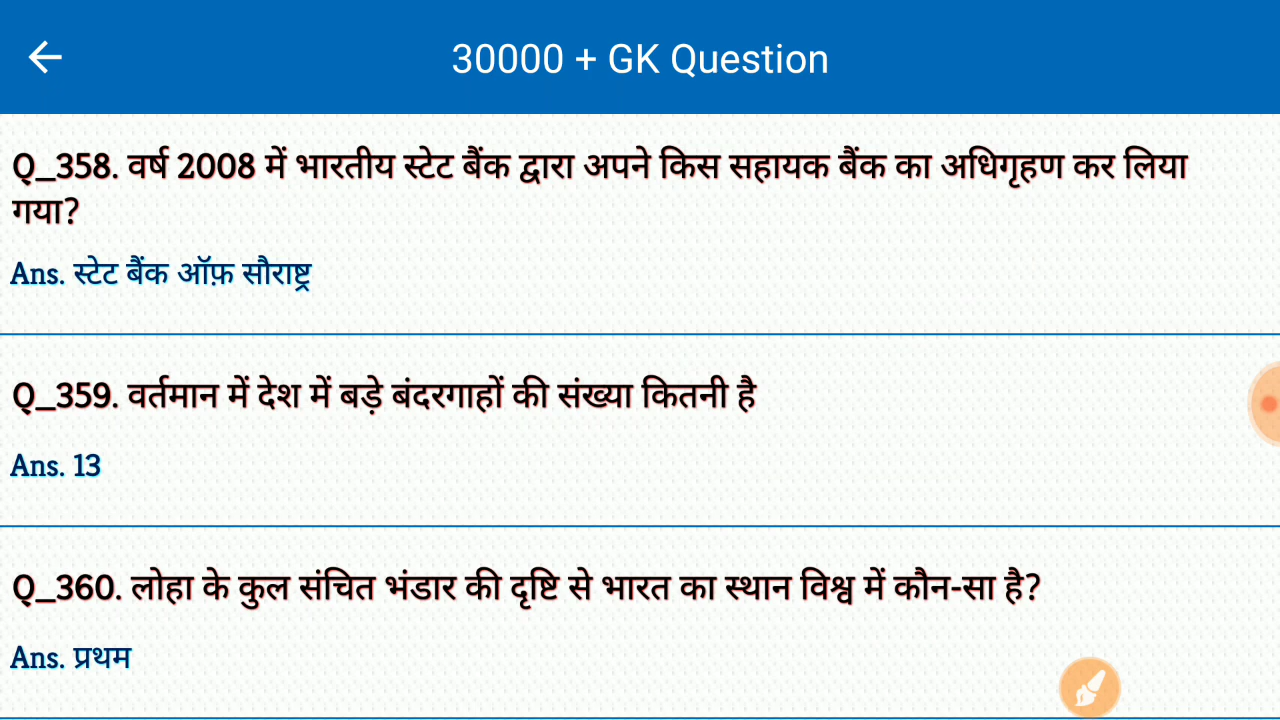 30000 + GK Question
Q_358. वर्ष 2008 में भारतीय स्टेट बैंक द्वारा अपने किस सहायक बैंक का अधिगृहण कर लिया
गया?
Ans. स्टेट बैंक ऑफ़ सौराष्ट्र
Q_359. वर्तमान में देश में बड़े बंदरगाहों की संख्या कितनी है
Ans. 13
Q_360. लोहा के कुल संचित भंडार की दृष्टि से भारत का स्थान विश्व में कौन-सा है?
Ans. प्रथम